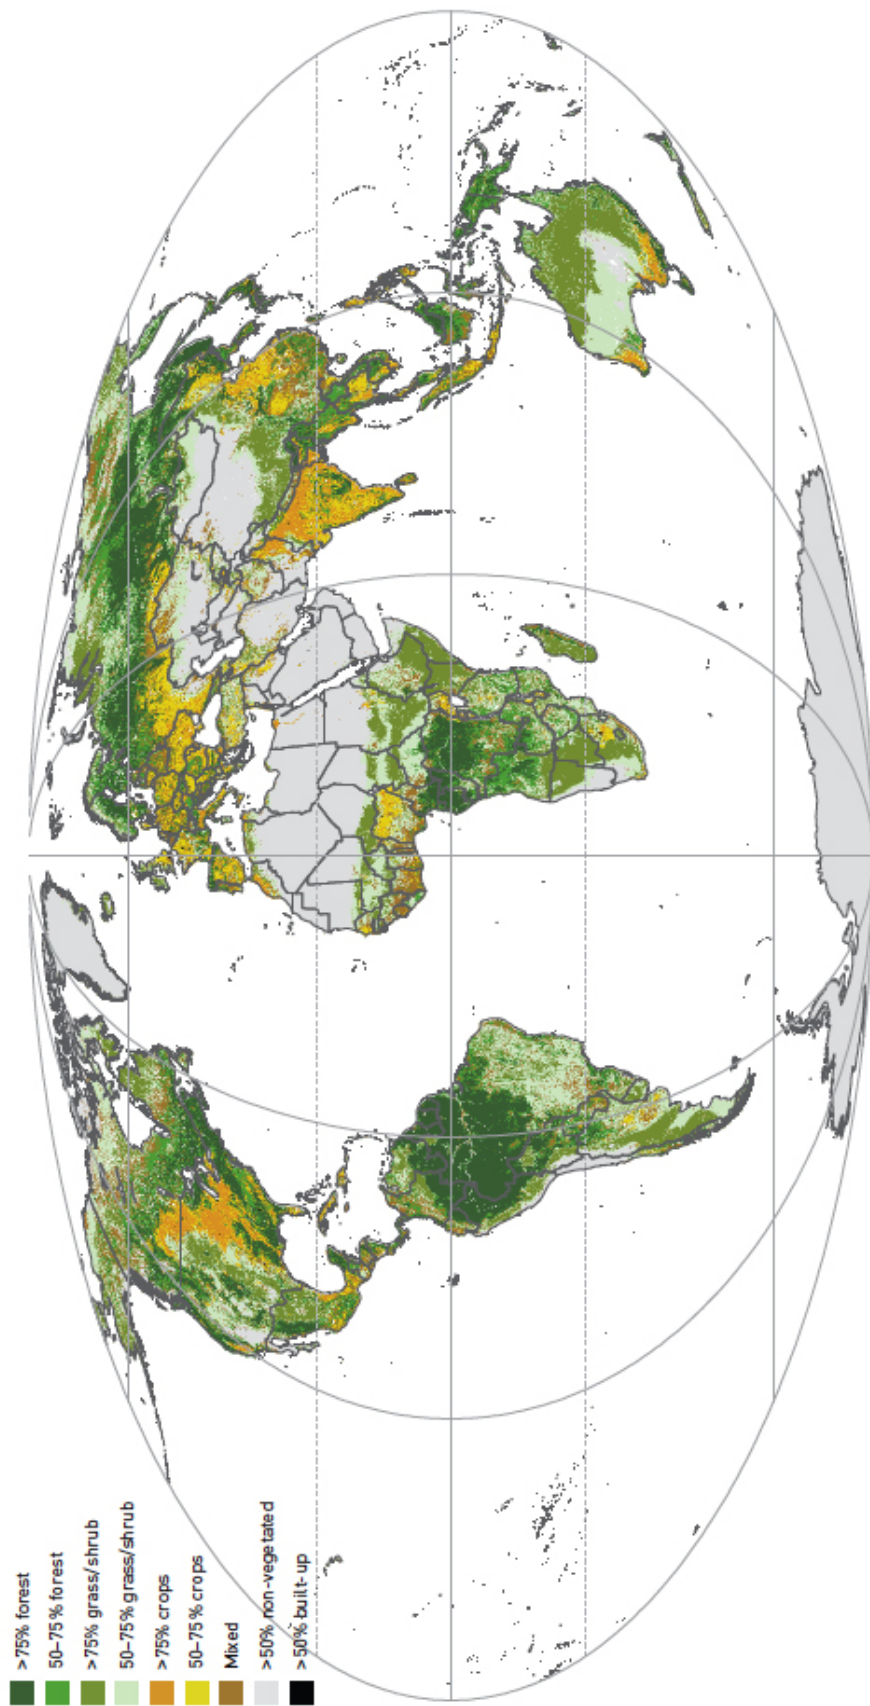 >75% forest
50–75% forest
>75% grass/shrub
50–75% grass/shrub
>75% crops
50–75% crops
Mixed
>50% non-vegetated
>50% built-up